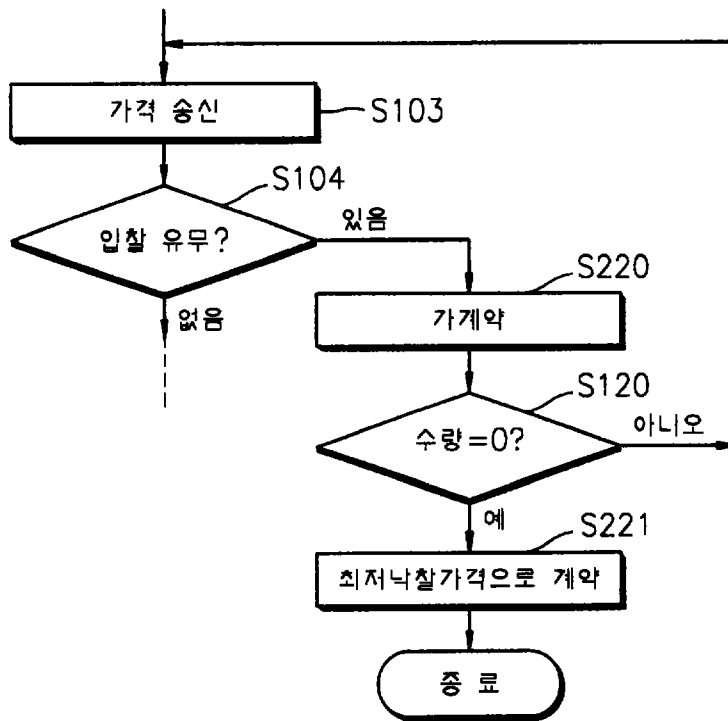 가격 송신
S103
S104
입찰 유무?
있음
없음
S220
가계약
S120
수량=0?
아니오
예
S221
최저낙찰가격으로 계약
종 료